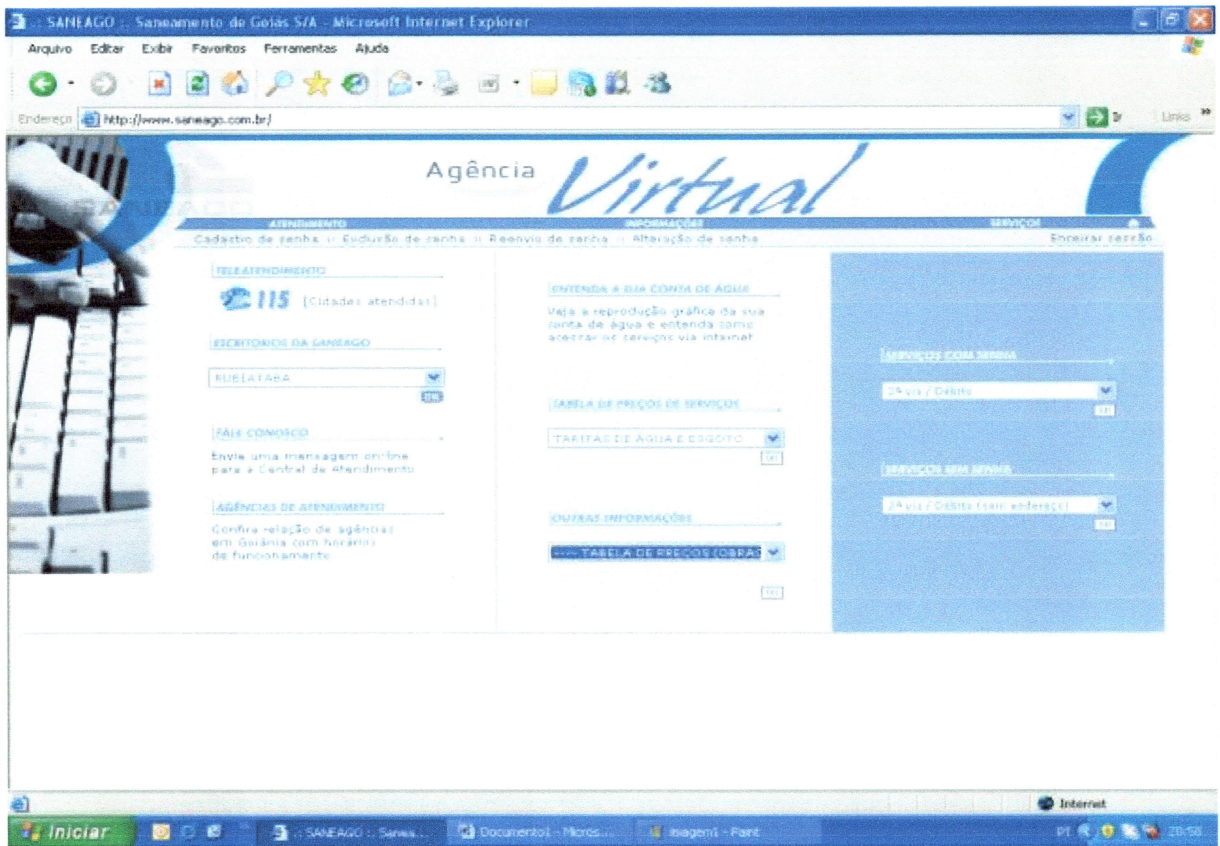 .: SANEAGO :. Saneamento de Goiás S/A - Microsoft Internet Explorer
Arquivo Editar Exibir Favoritos Ferramentas Ajuda
Endereço http://www.saneago.com.br/ Ir Links
Agência Virtual
SANEAGO
ATENDIMENTO INFORMAÇÕES SERVIÇOS
Cadastro de senha :: Exclusão de senha :: Reenvio de senha :: Alteração de senha Encerrar sessão
TELEATENDIMENTO
115 [Cidades atendidas]
ESCRITÓRIOS DA SANEAGO
RUBIATABA
OK
FALE CONOSCO
Envie uma mensagem on-line
para a Central de Atendimento
AGÊNCIAS DE ATENDIMENTO
Confira relação de agências
em Goiânia com horário
de funcionamento
ENTENDA A SUA CONTA DE ÁGUA
Veja a reprodução gráfica da sua
conta de água e entenda como
acessar os serviços via internet
TABELA DE PREÇOS DE SERVIÇOS
TARIFAS DE ÁGUA E ESGOTO
OUTRAS INFORMAÇÕES
---- TABELA DE PREÇOS (OBRAS
SERVIÇOS COM SENHA
2ª via / Débito
SERVIÇOS SEM SENHA
2ª via / Débito (sem endereço)
Internet
Iniciar .: SANEAGO :. Sanea... Documento1 - Micros... imagem1 - Paint PT 20:58